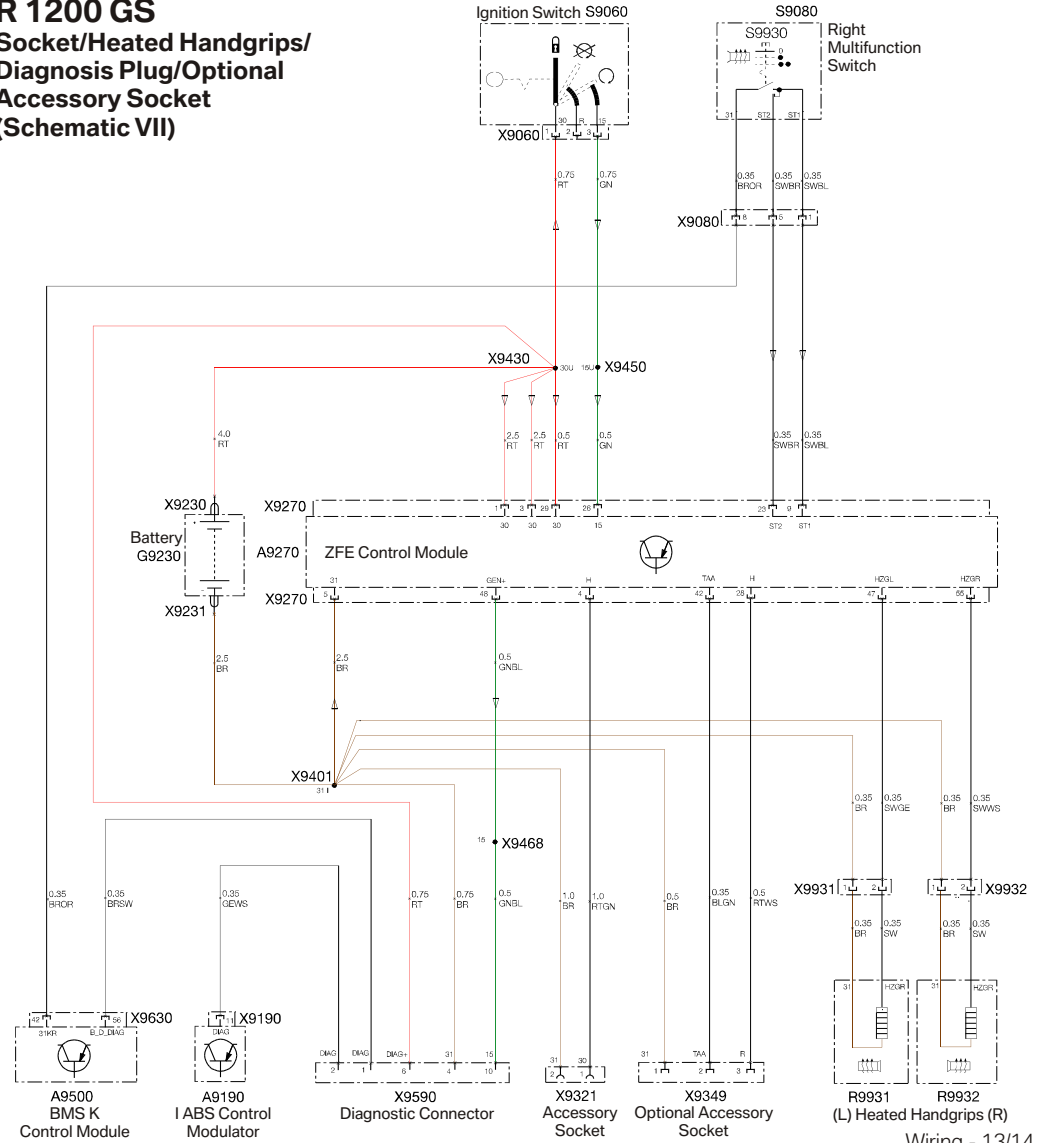 R 1200 GS
Socket/Heated Handgrips/
Diagnosis Plug/Optional
Accessory Socket
(Schematic VII)
Ignition Switch S9060
S9080
S9930
0
Right
Multifunction
Switch
30 R 15
X9060 1 2 3
31 ST2 ST1
0.75
RT
0.75
GN
0.35
BROR
0.35
SWBR
0.35
SWBL
X9080 8 5 1
X9430 30U 15U X9450
4.0
RT
2.5
RT
2.5
RT
0.5
RT
0.5
GN
0.35
SWBR
0.35
SWBL
X9230
X9270 1 3 29 26 23 9
30 30 30 15 ST2 ST1
Battery
G9230
A9270 ZFE Control Module
31 GEN+ H TAA H HZGL HZGR
X9270 5 48 4 42 28 47 55
X9231
2.5
BR
2.5
BR
0.5
GNBL
X9401
31 I
15 X9468
0.35
BR
0.35
SWGE
0.35
BR
0.35
SWWS
X9931 1 2
1 2 X9932
0.35
BROR
0.35
BRSW
0.35
GEWS
0.75
RT
0.75
BR
0.5
GNBL
1.0
BR
1.0
RTGN
0.5
BR
0.35
BLGN
0.5
RTWS
0.35
BR
0.35
SW
0.35
BR
0.35
SW
31 HZGR
31 HZGR
42 56 X9630
31KR B_D_DIAG
11 X9190
DIAG
DIAG DIAG DIAG+ 31 15
2 1 6 4 10
31 30
2 1
31 TAA R
1 2 3
A9500
BMS K
Control Module
A9190
I ABS Control
Modulator
X9590
Diagnostic Connector
X9321
Accessory
Socket
X9349
Optional Accessory
Socket
R9931 R9932
(L) Heated Handgrips (R)
Wiring - 13/14